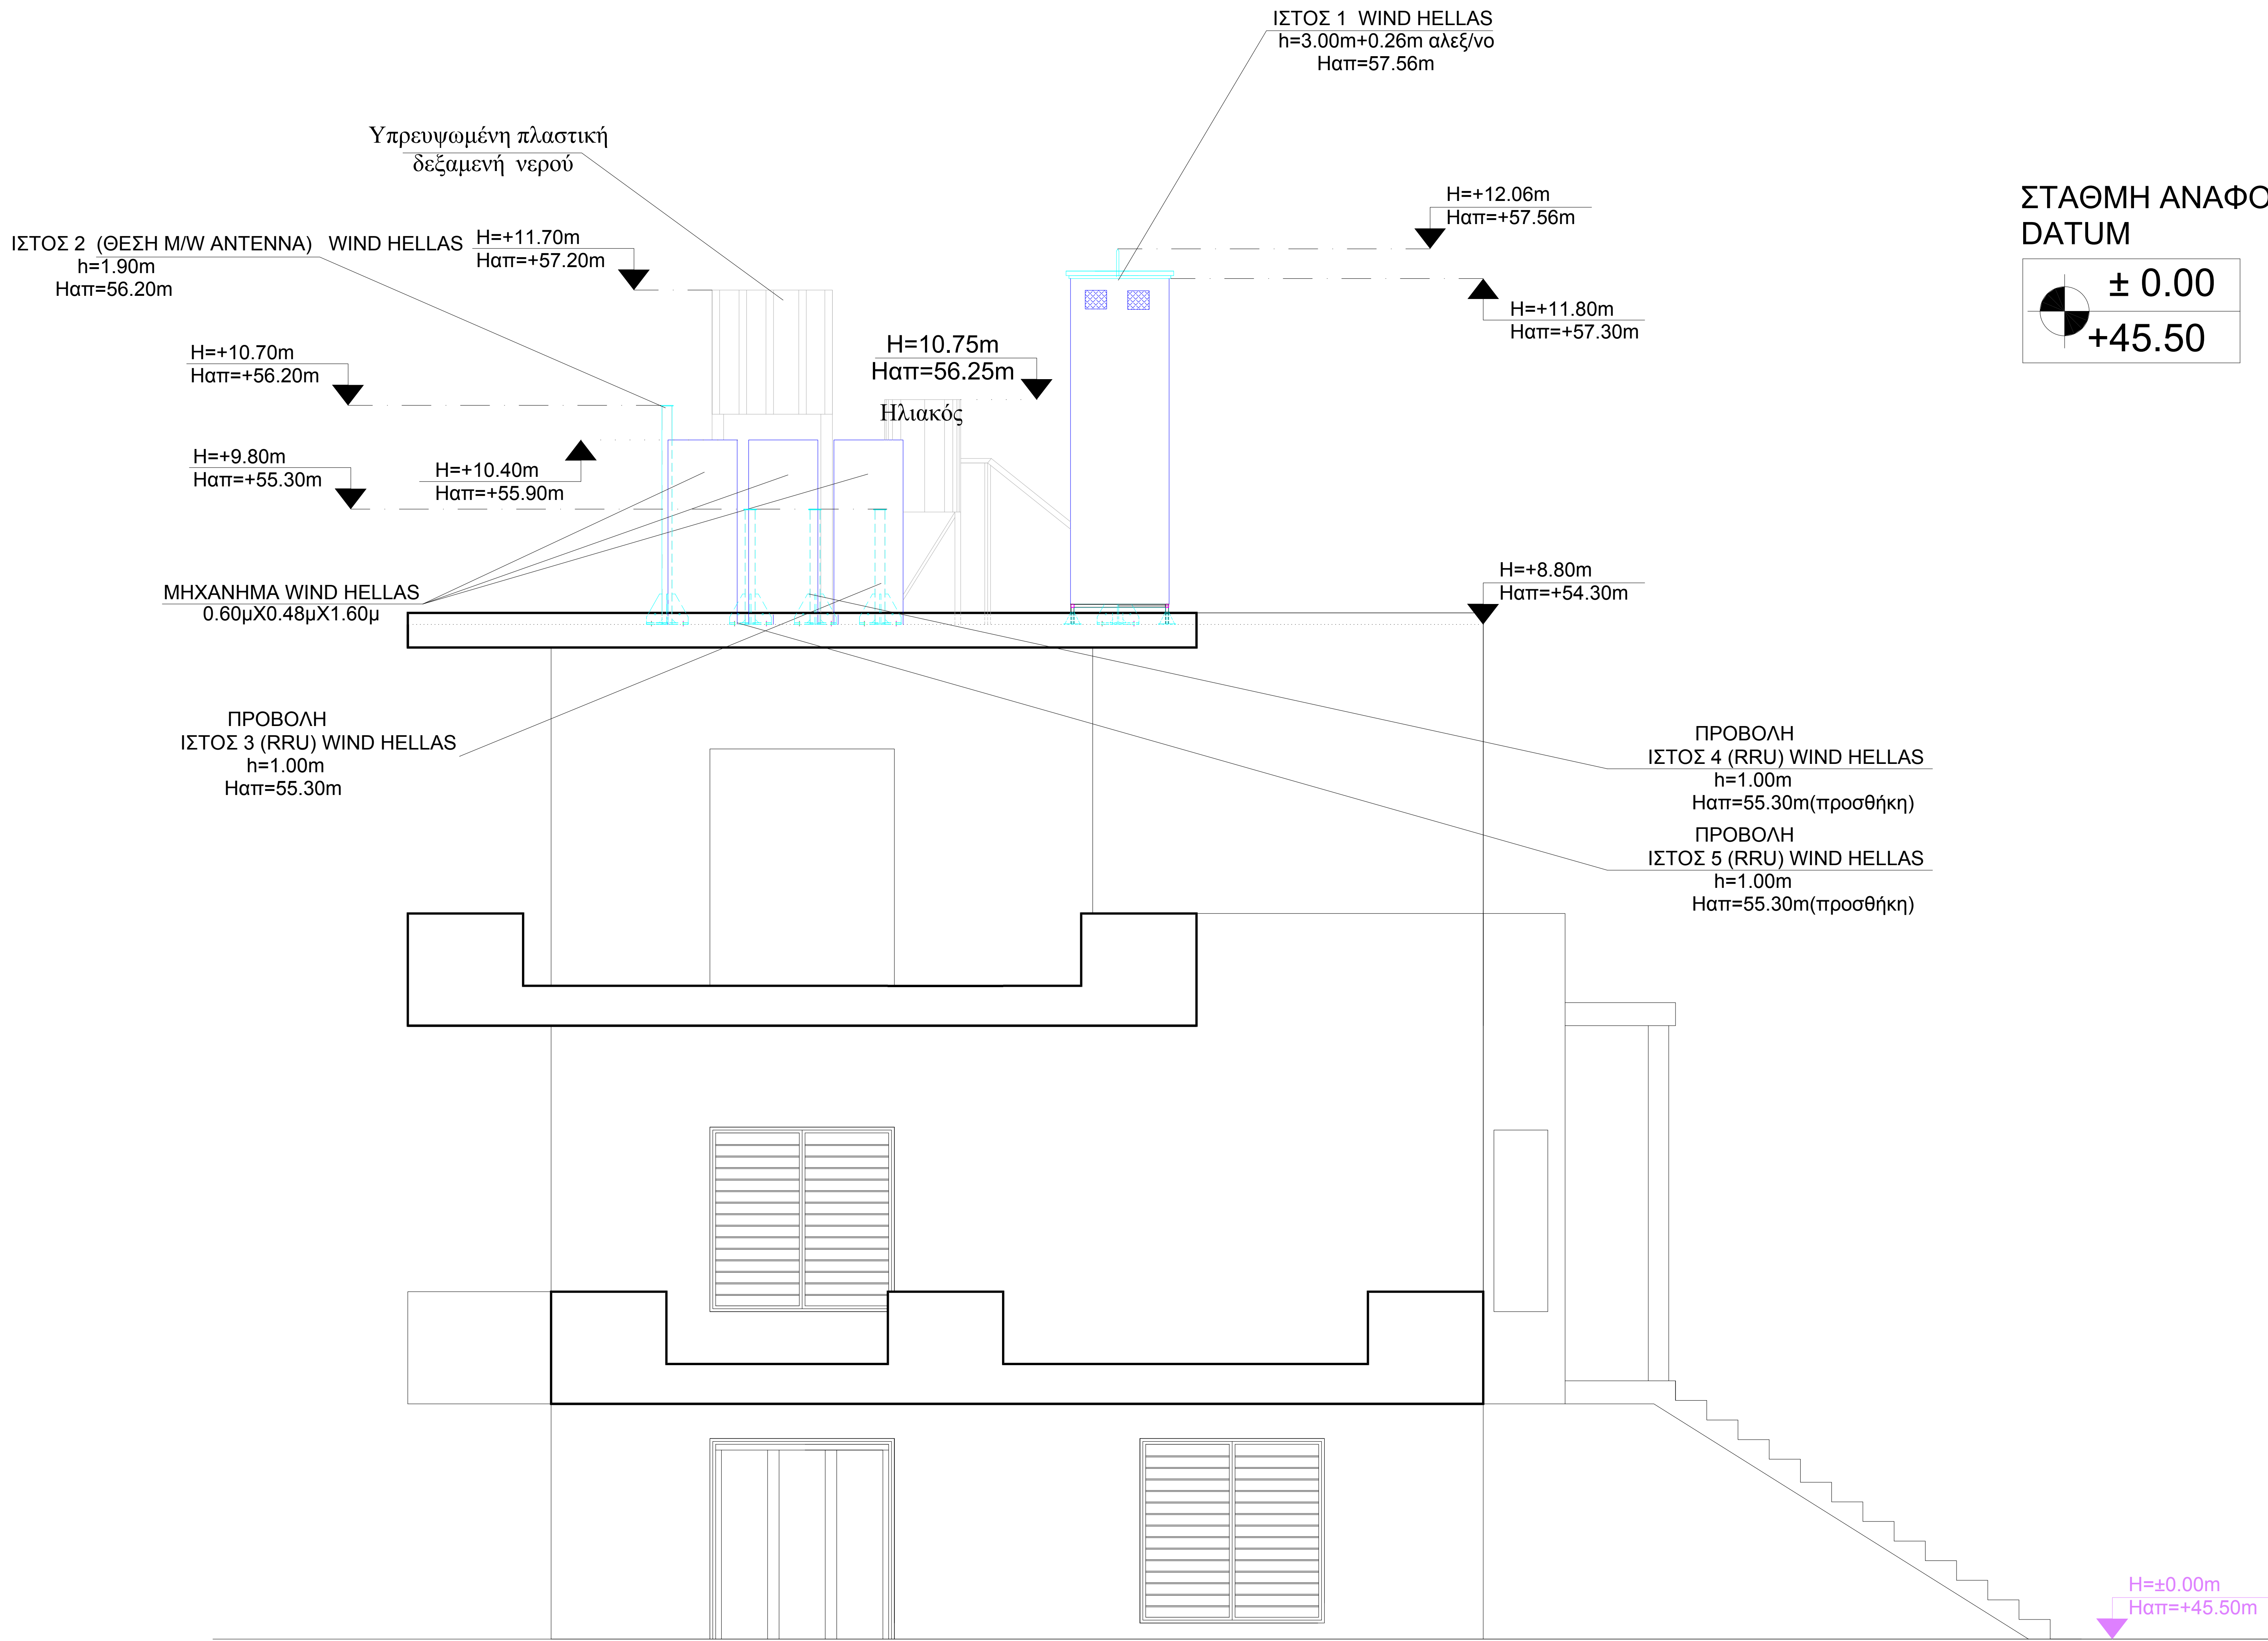 ΙΣΤΟΣ 1 WIND HELLAS
h=3.00m+0.26m αλεξ/νο
Ηαπ=57.56m
Υπρευψωμένη πλαστική
δεξαμενή νερού
Η=+12.06m
Ηαπ=+57.56m
ΣΤΑΘΜΗ ΑΝΑΦΟ
DATUM
± 0.00
+45.50
ΙΣΤΟΣ 2 (ΘΕΣΗ M/W ANTENNA) WIND HELLAS
h=1.90m
Ηαπ=56.20m
Η=+11.70m
Ηαπ=+57.20m
Η=+11.80m
Ηαπ=+57.30m
Η=+10.70m
Ηαπ=+56.20m
Η=10.75m
Ηαπ=56.25m
Ηλιακός
Η=+9.80m
Ηαπ=+55.30m
Η=+10.40m
Ηαπ=+55.90m
ΜΗΧΑΝΗΜΑ WIND HELLAS
0.60μΧ0.48μΧ1.60μ
Η=+8.80m
Ηαπ=+54.30m
ΠΡΟΒΟΛΗ
ΙΣΤΟΣ 3 (RRU) WIND HELLAS
h=1.00m
Ηαπ=55.30m
ΠΡΟΒΟΛΗ
ΙΣΤΟΣ 4 (RRU) WIND HELLAS
h=1.00m
Ηαπ=55.30m(προσθήκη)
ΠΡΟΒΟΛΗ
ΙΣΤΟΣ 5 (RRU) WIND HELLAS
h=1.00m
Ηαπ=55.30m(προσθήκη)
Η=±0.00m
Ηαπ=+45.50m